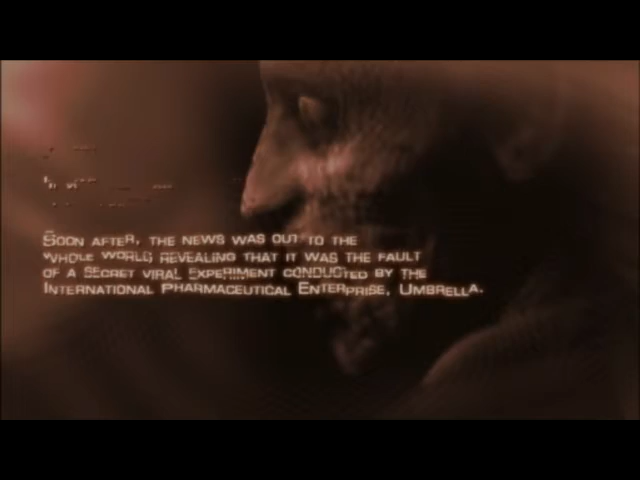 Soon after, the news was out to the
whole world revealing that it was the fault
of a secret viral experiment conducted by the
International Pharmaceutical Enterprise, Umbrella.